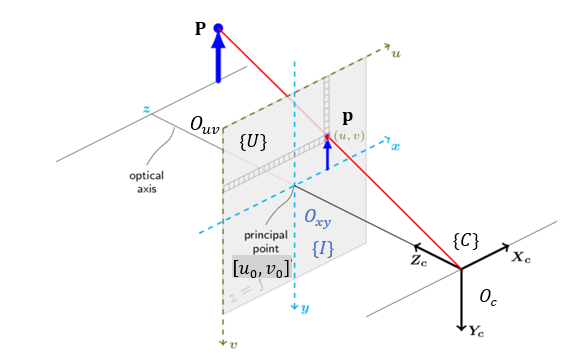 P
u
z
O_uv
{U}
p
(u, v)
x
optical
axis
principal
point
[u_0, v_0]
O_xy
{I}
z = f
y
v
{C}
Z_c
X_c
O_c
Y_c